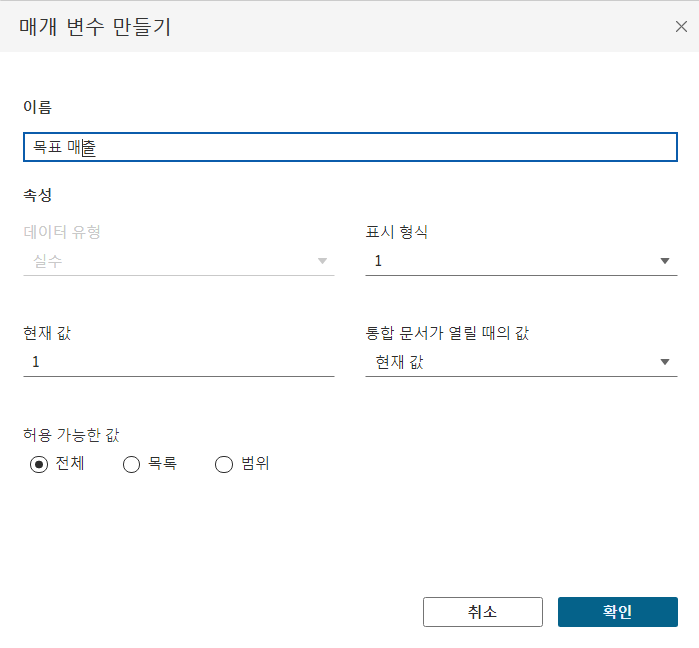 매개 변수 만들기
이름
목표 매출
속성
데이터 유형
표시 형식
실수
1
현재 값
통합 문서가 열릴 때의 값
1
현재 값
허용 가능한 값
전체 목록 범위
취소 확인